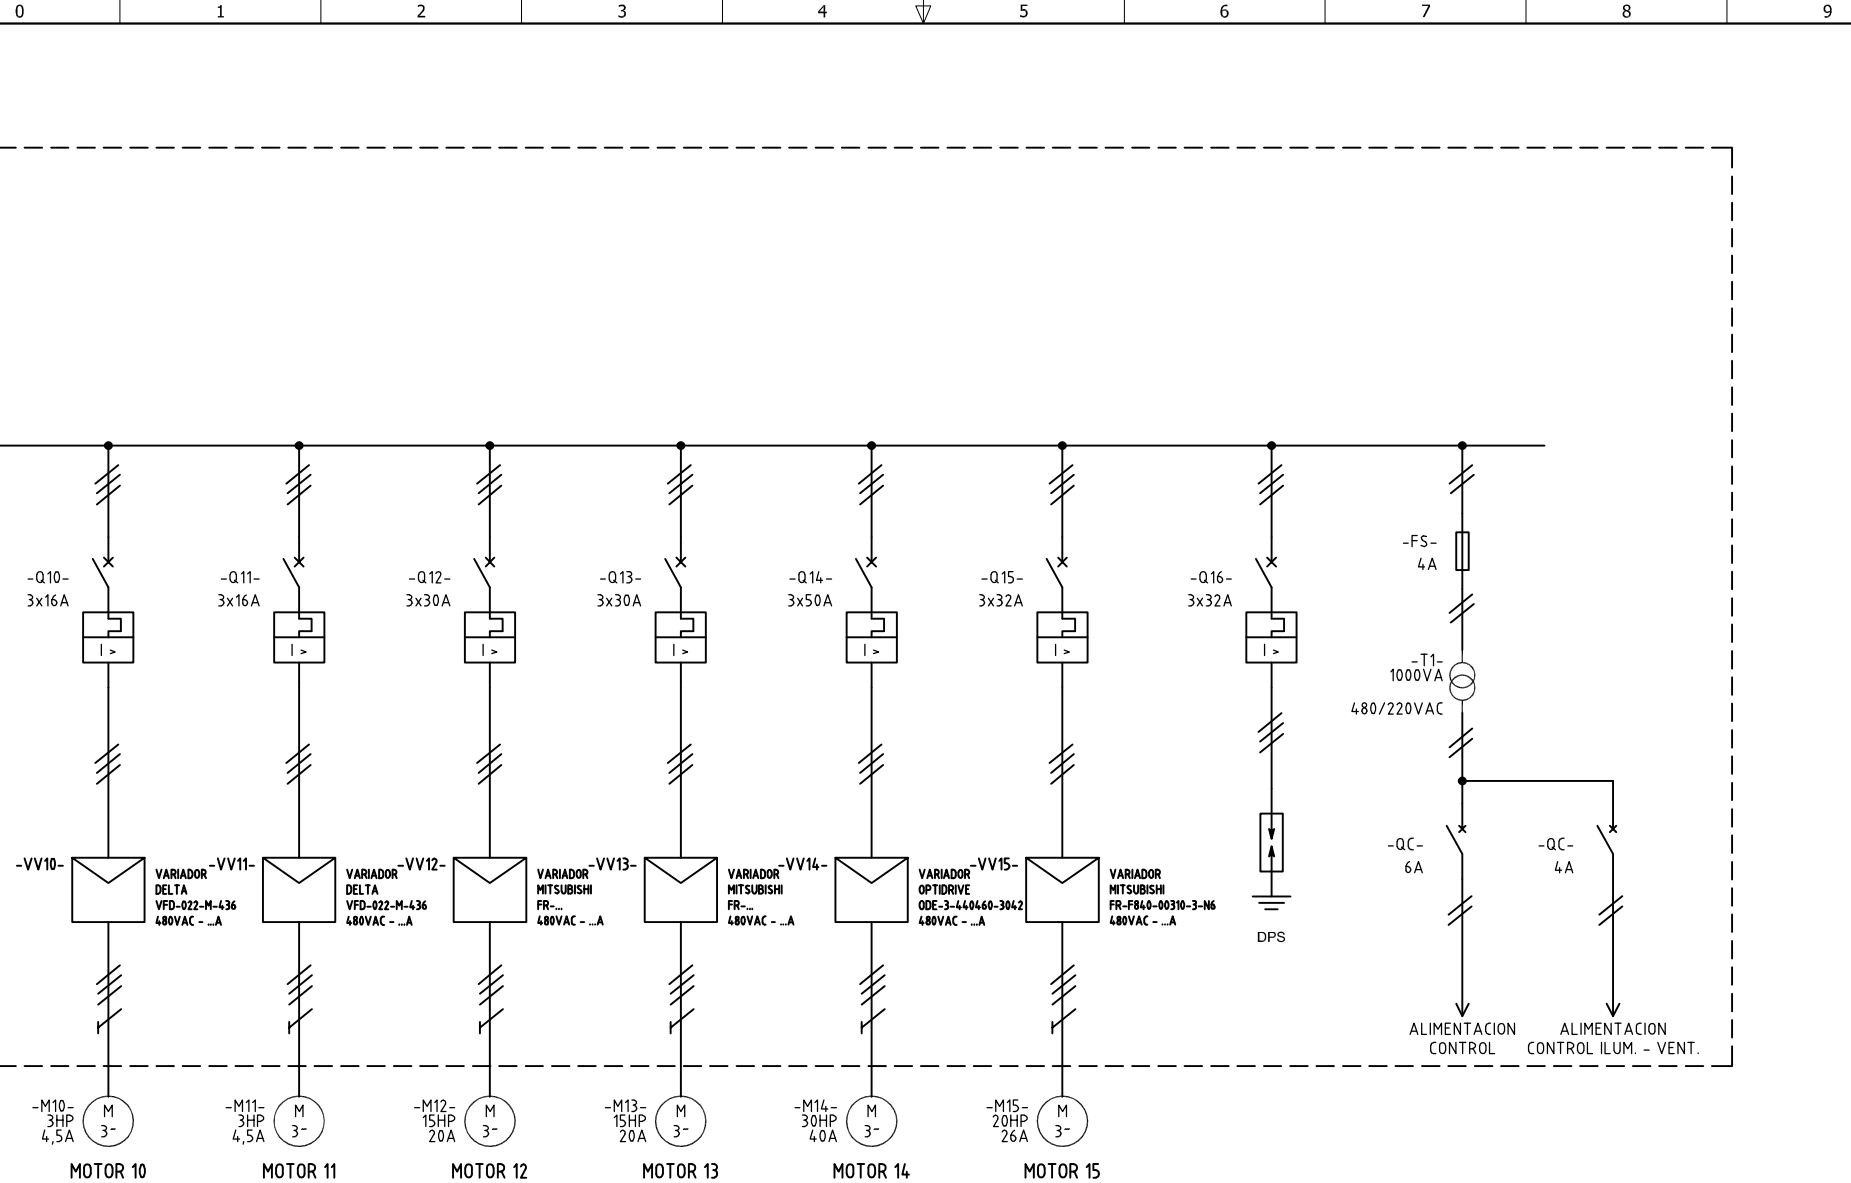 0 1 2 3 4 5 6 7 8 9
-Q10-
3x16A
-Q11-
3x16A
-Q12-
3x30A
-Q13-
3x30A
-Q14-
3x50A
-Q15-
3x32A
-Q16-
3x32A
-FS-
4A
I >
I >
I >
I >
I >
I >
I >
-T1-
1000VA
480/220VAC
-QC-
6A
-QC-
4A
-VV10-
VARIADOR
DELTA
VFD-022-M-436
480VAC - ...A
-VV11-
VARIADOR
DELTA
VFD-022-M-436
480VAC - ...A
-VV12-
VARIADOR
MITSUBISHI
FR-...
480VAC - ...A
-VV13-
VARIADOR
MITSUBISHI
FR-...
480VAC - ...A
-VV14-
VARIADOR
OPTIDRIVE
ODE-3-440460-3042
480VAC - ...A
-VV15-
VARIADOR
MITSUBISHI
FR-F840-00310-3-N6
480VAC - ...A
DPS
ALIMENTACION
CONTROL
ALIMENTACION
CONTROL ILUM. - VENT.
-M10-
3HP
4,5A
M
3~
MOTOR 10
-M11-
3HP
4,5A
M
3~
MOTOR 11
-M12-
15HP
20A
M
3~
MOTOR 12
-M13-
15HP
20A
M
3~
MOTOR 13
-M14-
30HP
40A
M
3~
MOTOR 14
-M15-
20HP
26A
M
3~
MOTOR 15